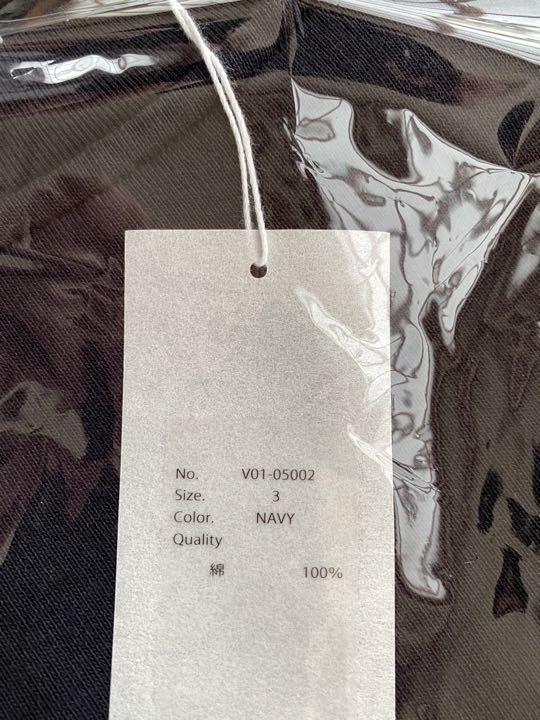 No. V01-05002
Size. 3
Color. NAVY
Quality
綿 100%